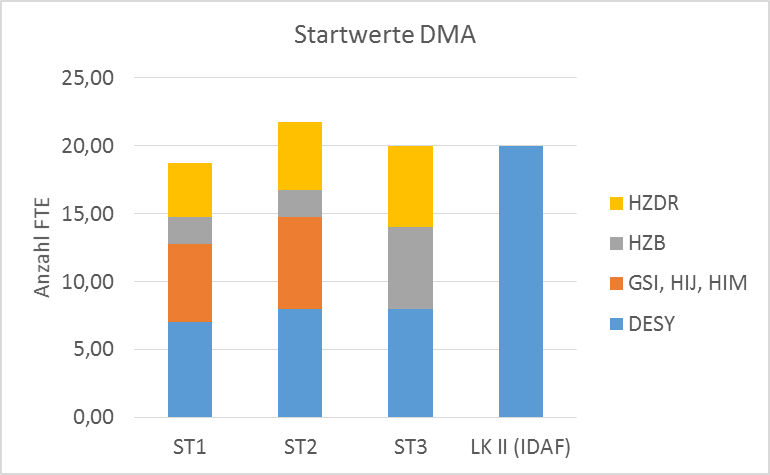 Startwerte DMA
25,00
20,00
15,00
10,00
5,00
0,00
Anzahl FTE
ST1
ST2
ST3
LK II (IDAF)
HZDR
HZB
GSI, HIJ, HIM
DESY